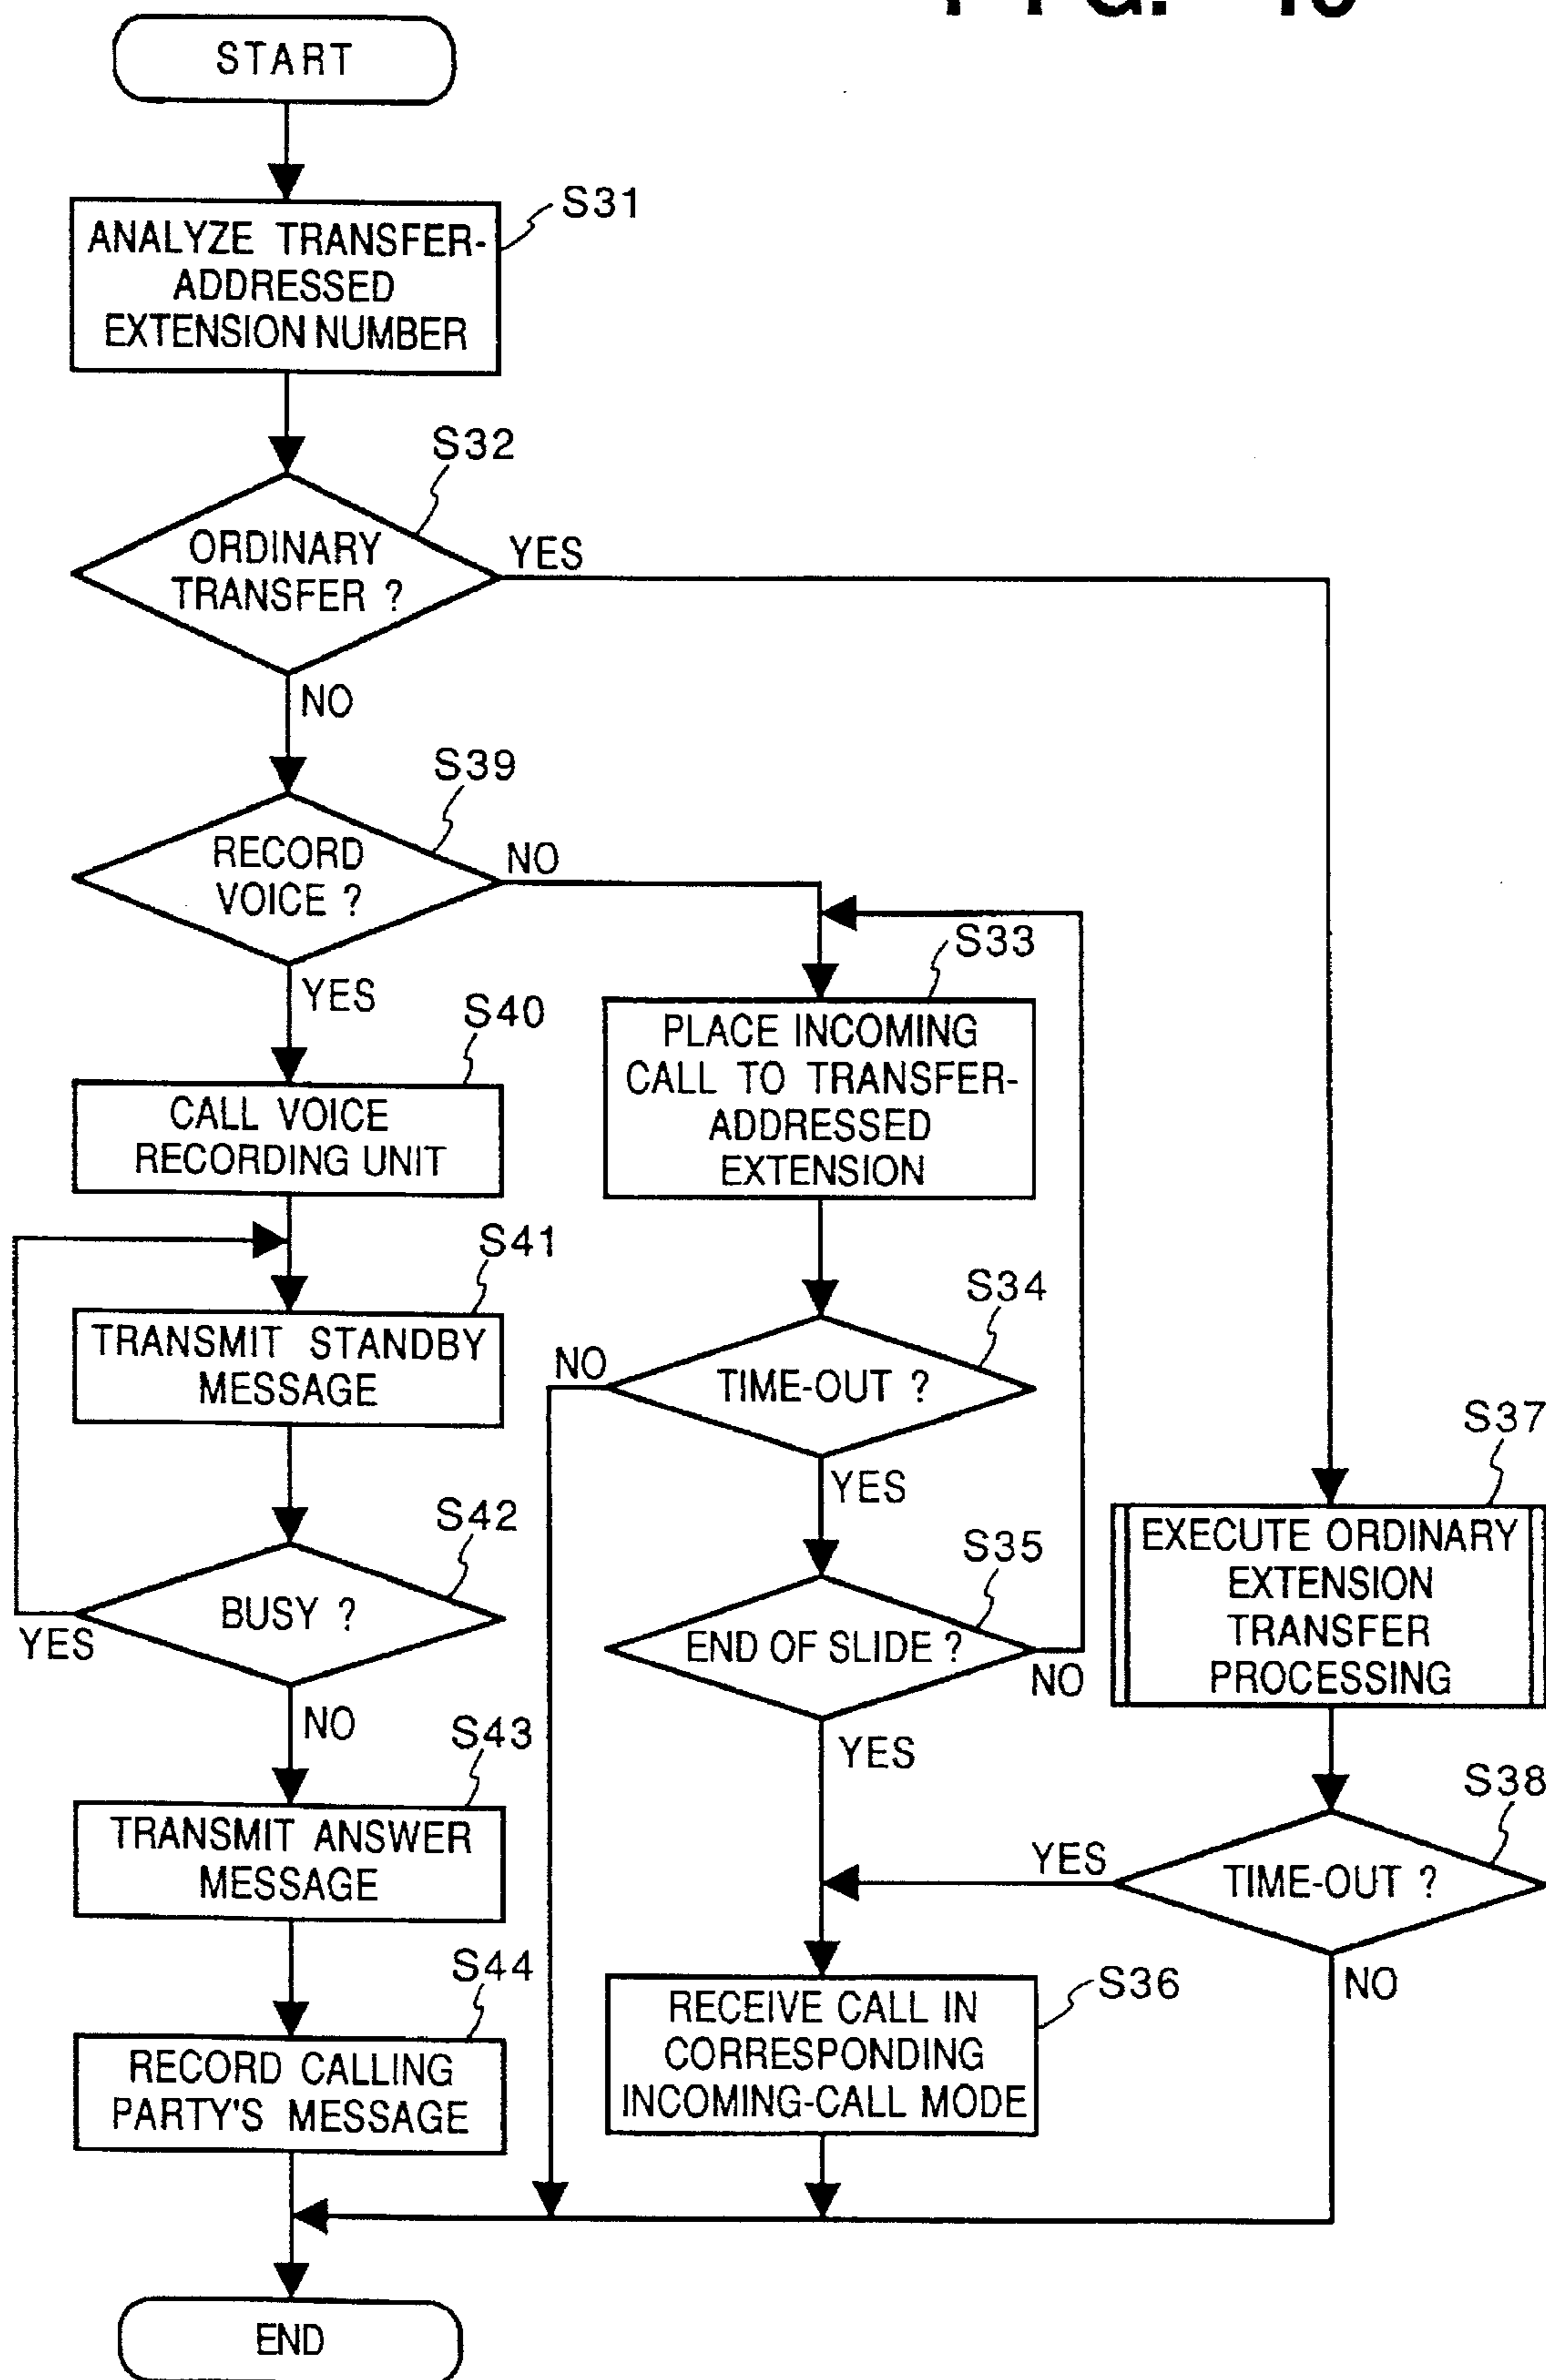 START
S31
ANALYZE TRANSFER-
ADDRESSED
EXTENSION NUMBER
S32
ORDINARY
TRANSFER ?
YES
NO
S39
RECORD
VOICE ?
NO
YES
S33
PLACE INCOMING
CALL TO TRANSFER-
ADDRESSED
EXTENSION
S40
CALL VOICE
RECORDING UNIT
S41
TRANSMIT STANDBY
MESSAGE
S34
TIME-OUT ?
NO
YES
S42
BUSY ?
YES
NO
S35
END OF SLIDE ?
NO
YES
S37
EXECUTE ORDINARY
EXTENSION
TRANSFER
PROCESSING
S43
TRANSMIT ANSWER
MESSAGE
S38
TIME-OUT ?
YES
NO
S44
RECORD CALLING
PARTY'S MESSAGE
S36
RECEIVE CALL IN
CORRESPONDING
INCOMING-CALL MODE
END